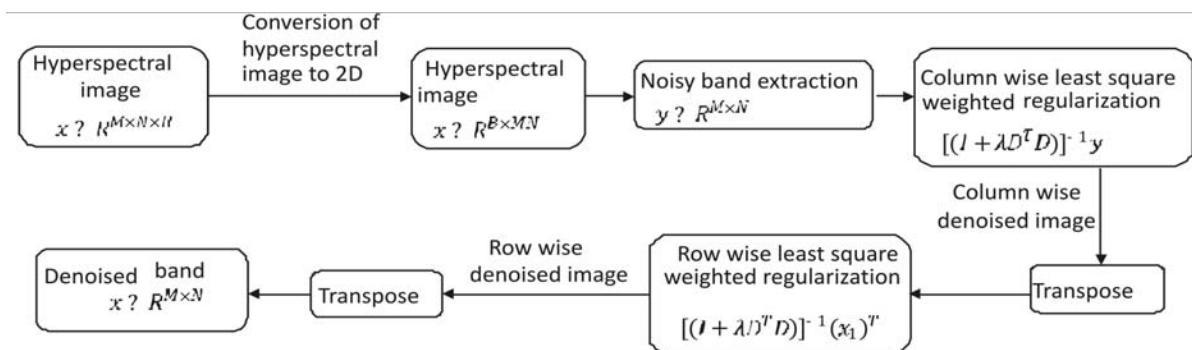 Hyperspectral
image
x ? R^{M×N×B}
Conversion of
hyperspectral
image to 2D
Hyperspectral
image
x ? R^{B×MN}
Noisy band extraction
y ? R^{M×N}
Column wise least square
weighted regularization
[(I + λD^T D)]^{-1} y
Column wise
denoised image
Transpose
Row wise least square
weighted regularization
[(I + λD^T D)]^{-1} (x_1)^T
Row wise
denoised image
Transpose
Denoised band
x ? R^{M×N}